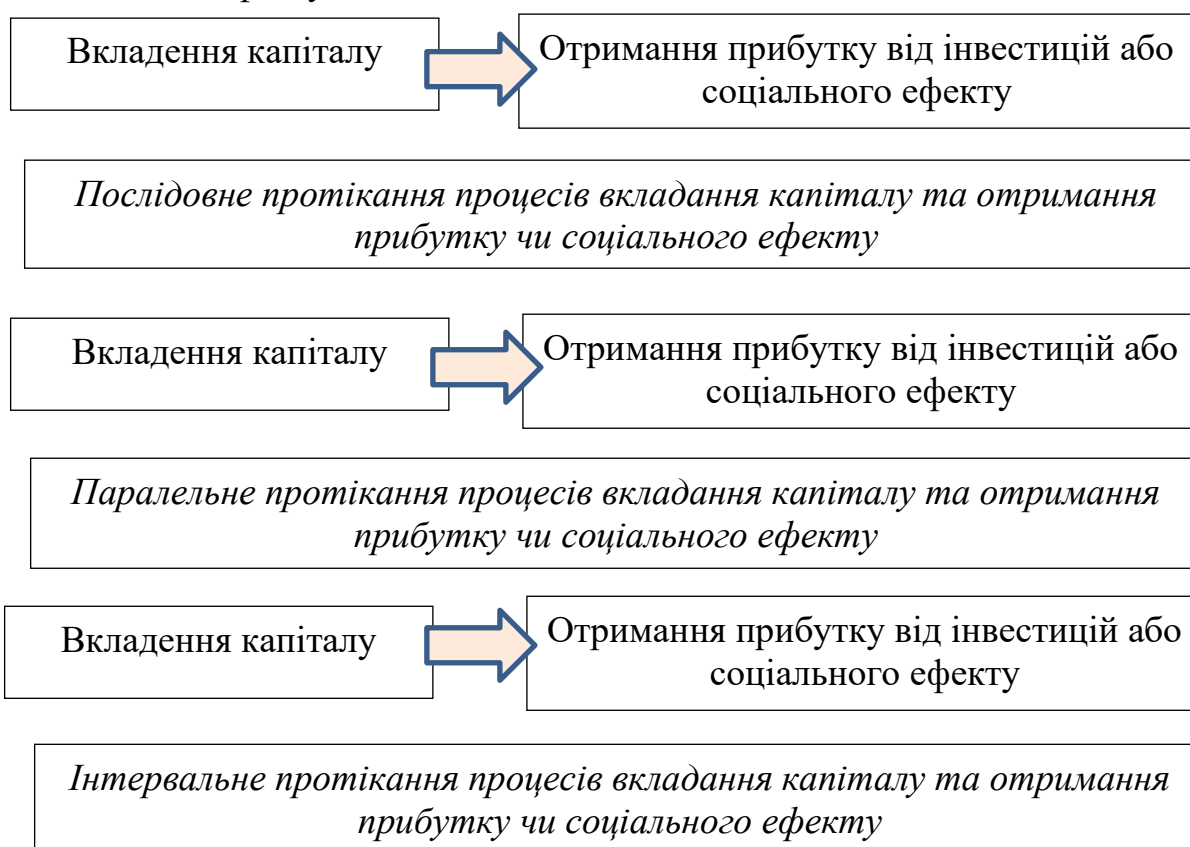 Вкладення капіталу
Отримання прибутку від інвестицій або
соціального ефекту
Послідовне протікання процесів вкладання капіталу та отримання
прибутку чи соціального ефекту
Вкладення капіталу
Отримання прибутку від інвестицій або
соціального ефекту
Паралельне протікання процесів вкладання капіталу та отримання
прибутку чи соціального ефекту
Вкладення капіталу
Отримання прибутку від інвестицій або
соціального ефекту
Інтервальне протікання процесів вкладання капіталу та отримання
прибутку чи соціального ефекту